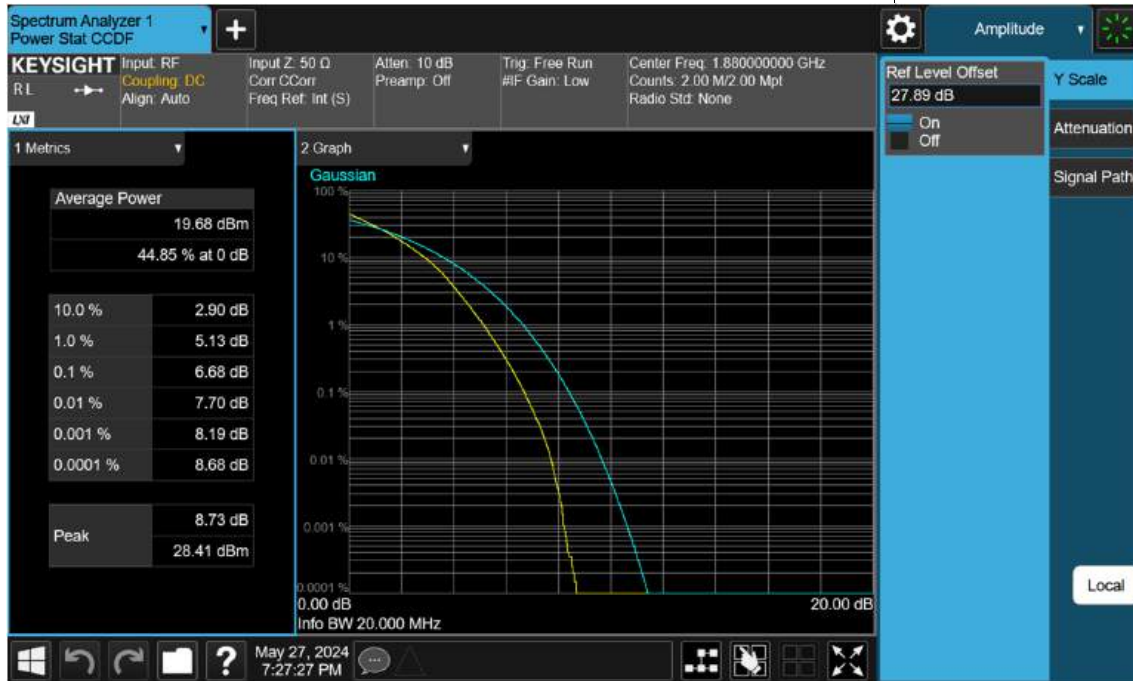 Spectrum Analyzer 1
Power Stat CCDF
+
Amplitude
KEYSIGHT
R L
LXI
Input: RF
Coupling: DC
Align: Auto
Input Z: 50 Ω
Corr CCorr
Freq Ref: Int (S)
Atten: 10 dB
Preamp: Off
Trig: Free Run
#IF Gain: Low
Center Freq: 1.880000000 GHz
Counts: 2.00 M/2.00 Mpt
Radio Std: None
Ref Level Offset
27.89 dB
On
Off
Y Scale
Attenuation
Signal Path
1 Metrics
Average Power
19.68 dBm
44.85 % at 0 dB
10.0 % 2.90 dB
1.0 % 5.13 dB
0.1 % 6.68 dB
0.01 % 7.70 dB
0.001 % 8.19 dB
0.0001 % 8.68 dB
Peak
8.73 dB
28.41 dBm
2 Graph
Gaussian
100 %
10 %
1 %
0.1 %
0.01 %
0.001 %
0.0001 %
0.00 dB 20.00 dB
Info BW 20.000 MHz
Local
?
May 27, 2024
7:27:27 PM